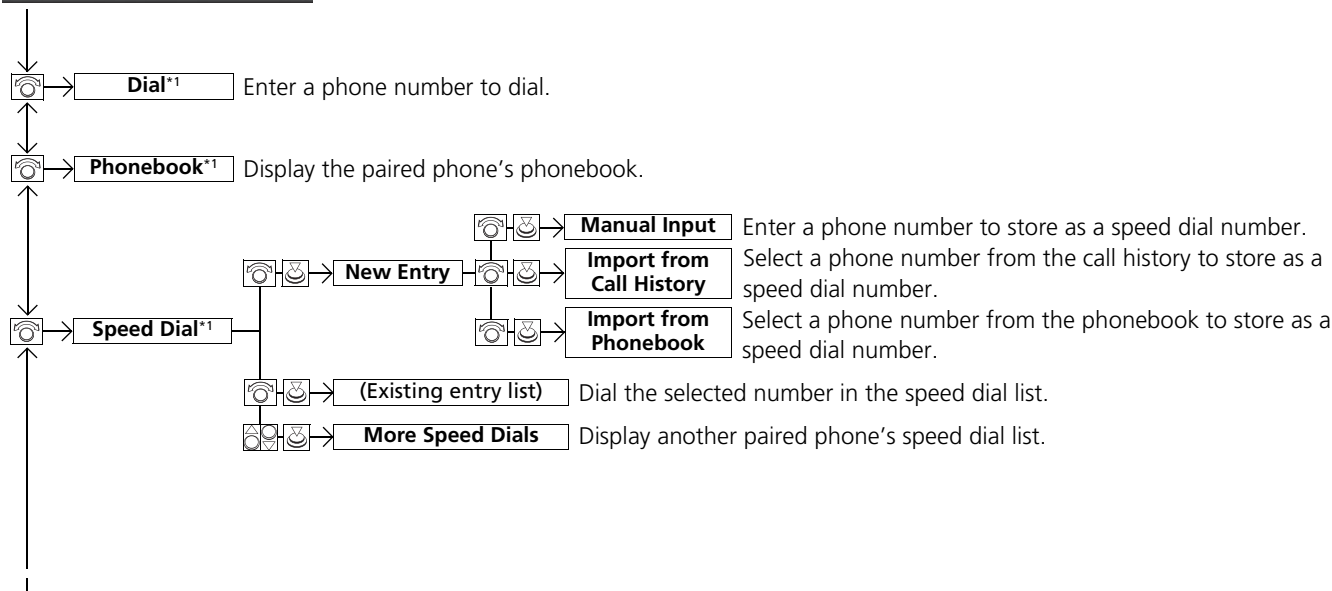 Dial*1 Enter a phone number to dial.
Phonebook*1 Display the paired phone’s phonebook.
Manual Input Enter a phone number to store as a speed dial number.
New Entry
Import from
Call History
Select a phone number from the call history to store as a
speed dial number.
Speed Dial*1
Import from
Phonebook
Select a phone number from the phonebook to store as a
speed dial number.
(Existing entry list) Dial the selected number in the speed dial list.
More Speed Dials Display another paired phone’s speed dial list.